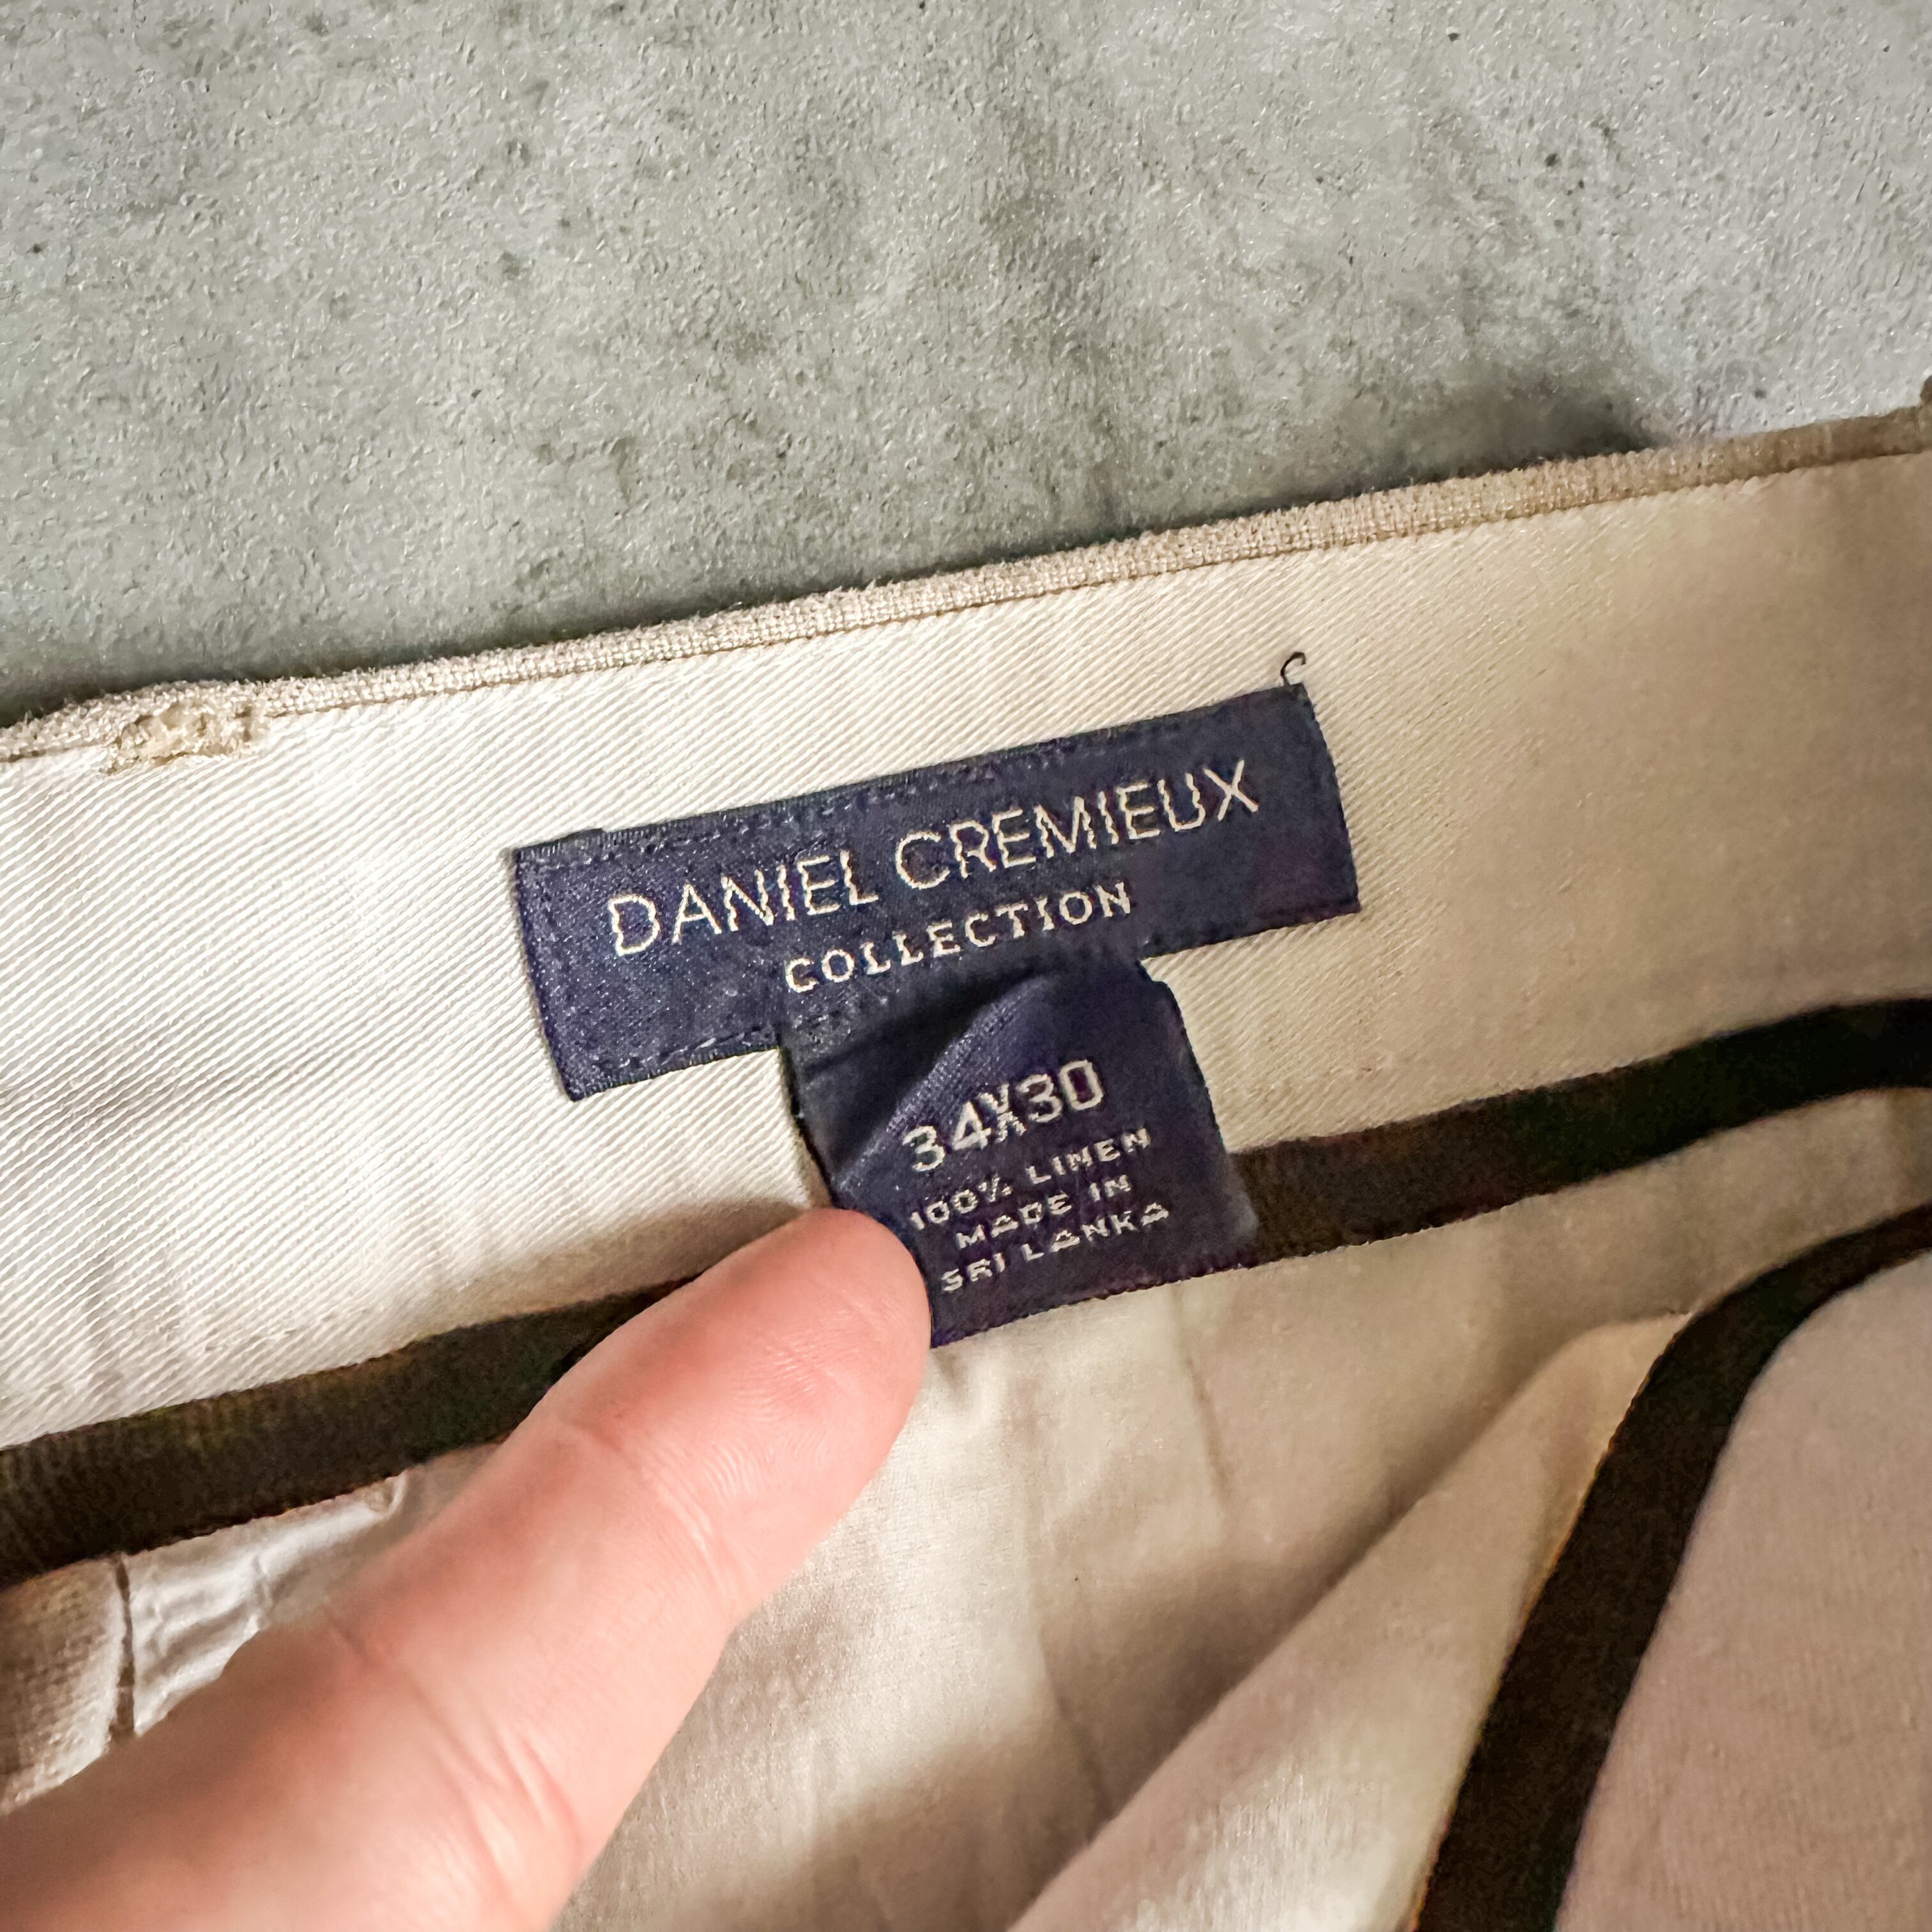 DANIEL CREMIEUX
COLLECTION
34X30
100% LINEN
MADE IN
SRI LANKA